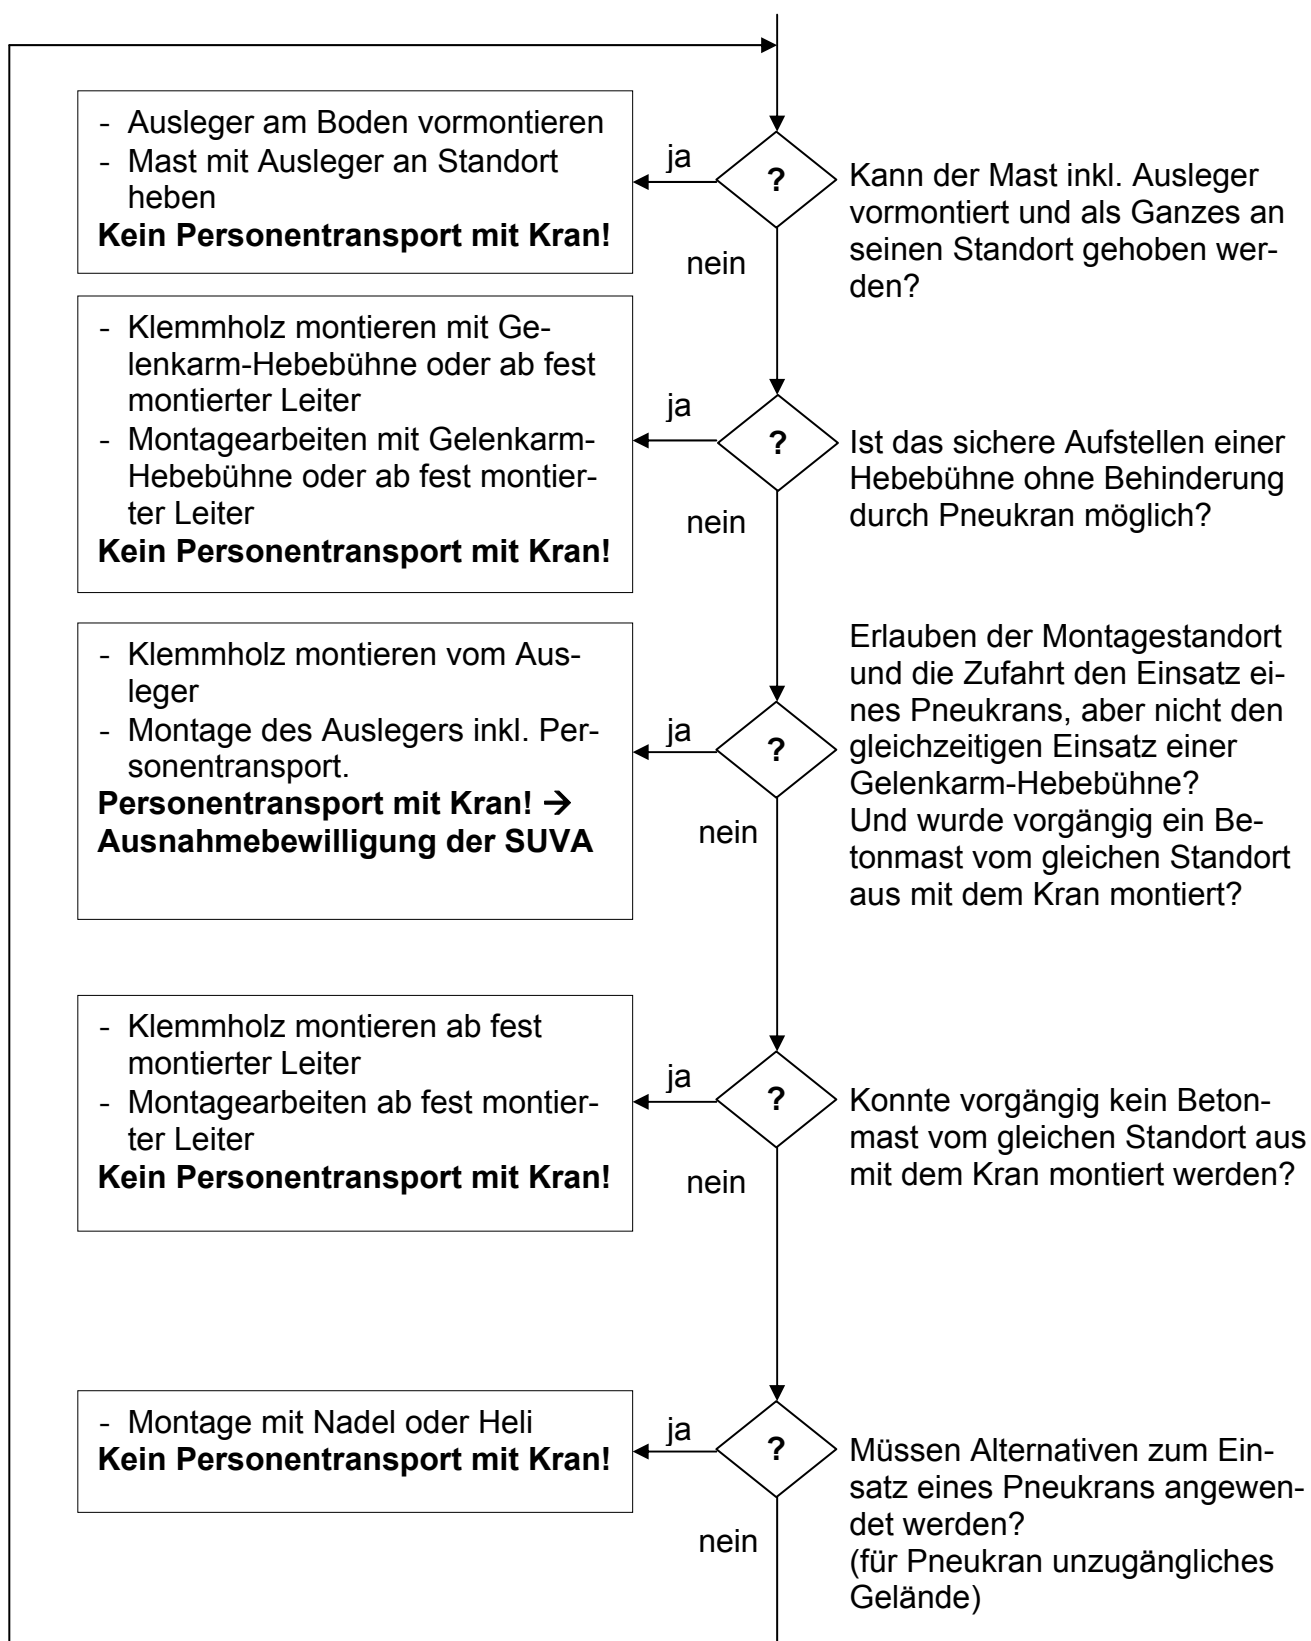 - Ausleger am Boden vormontieren
- Mast mit Ausleger an Standort
heben
Kein Personentransport mit Kran!
ja
?
nein
Kann der Mast inkl. Ausleger
vormontiert und als Ganzes an
seinen Standort gehoben wer-
den?
- Klemmholz montieren mit Ge-
lenkarm-Hebebühne oder ab fest
montierter Leiter
- Montagearbeiten mit Gelenkarm-
Hebebühne oder ab fest montier-
ter Leiter
Kein Personentransport mit Kran!
ja
?
nein
Ist das sichere Aufstellen einer
Hebebühne ohne Behinderung
durch Pneukran möglich?
- Klemmholz montieren vom Aus-
leger
- Montage des Auslegers inkl. Per-
sonentransport.
Personentransport mit Kran! →
Ausnahmebewilligung der SUVA
ja
?
nein
Erlauben der Montagestandort
und die Zufahrt den Einsatz ei-
nes Pneukrans, aber nicht den
gleichzeitigen Einsatz einer
Gelenkarm-Hebebühne?
Und wurde vorgängig ein Be-
tonmast vom gleichen Standort
aus mit dem Kran montiert?
- Klemmholz montieren ab fest
montierter Leiter
- Montagearbeiten ab fest montier-
ter Leiter
Kein Personentransport mit Kran!
ja
?
nein
Konnte vorgängig kein Beton-
mast vom gleichen Standort aus
mit dem Kran montiert werden?
- Montage mit Nadel oder Heli
Kein Personentransport mit Kran!
ja
?
nein
Müssen Alternativen zum Ein-
satz eines Pneukrans angewen-
det werden?
(für Pneukran unzugängliches
Gelände)